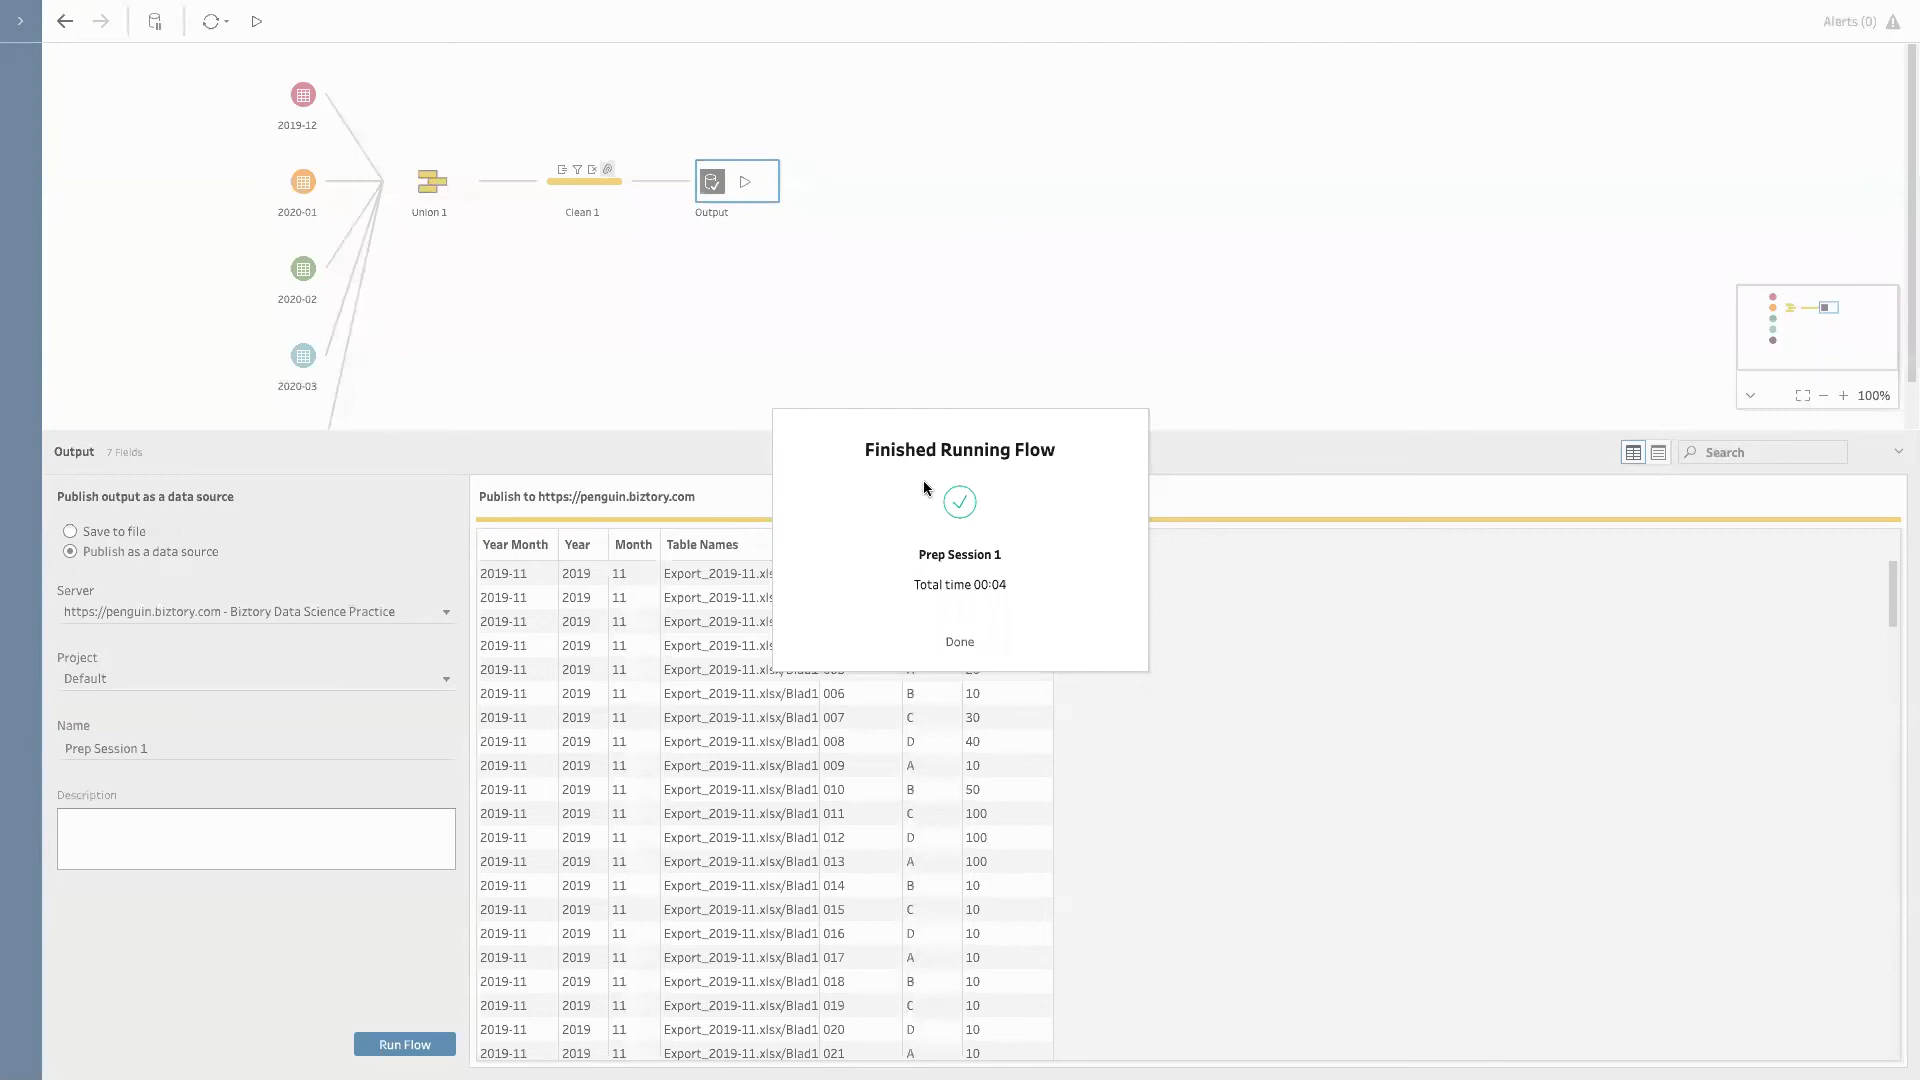 Alerts (0)
2019-12
2020-01
2020-02
2020-03
Union 1
Clean 1
Output
100%
Output 7 Fields
Search
Publish output as a data source
Save to file
Publish as a data source
Server
https://penguin.biztory.com - Biztory Data Science Practice
Project
Default
Name
Prep Session 1
Description
Run Flow
Publish to https://penguin.biztory.com
Finished Running Flow
Prep Session 1
Total time 00:04
Done
Year Month Year Month Table Names
2019-11 2019 11 Export_2019-11.xls
2019-11 2019 11 Export_2019-11.xls
2019-11 2019 11 Export_2019-11.xls
2019-11 2019 11 Export_2019-11.xls
2019-11 2019 11 Export_2019-11.xls
2019-11 2019 11 Export_2019-11.xlsx/Blad1 006 B 10
2019-11 2019 11 Export_2019-11.xlsx/Blad1 007 C 30
2019-11 2019 11 Export_2019-11.xlsx/Blad1 008 D 40
2019-11 2019 11 Export_2019-11.xlsx/Blad1 009 A 10
2019-11 2019 11 Export_2019-11.xlsx/Blad1 010 B 50
2019-11 2019 11 Export_2019-11.xlsx/Blad1 011 C 100
2019-11 2019 11 Export_2019-11.xlsx/Blad1 012 D 100
2019-11 2019 11 Export_2019-11.xlsx/Blad1 013 A 100
2019-11 2019 11 Export_2019-11.xlsx/Blad1 014 B 10
2019-11 2019 11 Export_2019-11.xlsx/Blad1 015 C 10
2019-11 2019 11 Export_2019-11.xlsx/Blad1 016 D 10
2019-11 2019 11 Export_2019-11.xlsx/Blad1 017 A 10
2019-11 2019 11 Export_2019-11.xlsx/Blad1 018 B 10
2019-11 2019 11 Export_2019-11.xlsx/Blad1 019 C 10
2019-11 2019 11 Export_2019-11.xlsx/Blad1 020 D 10
2019-11 2019 11 Export_2019-11.xlsx/Blad1 021 A 10